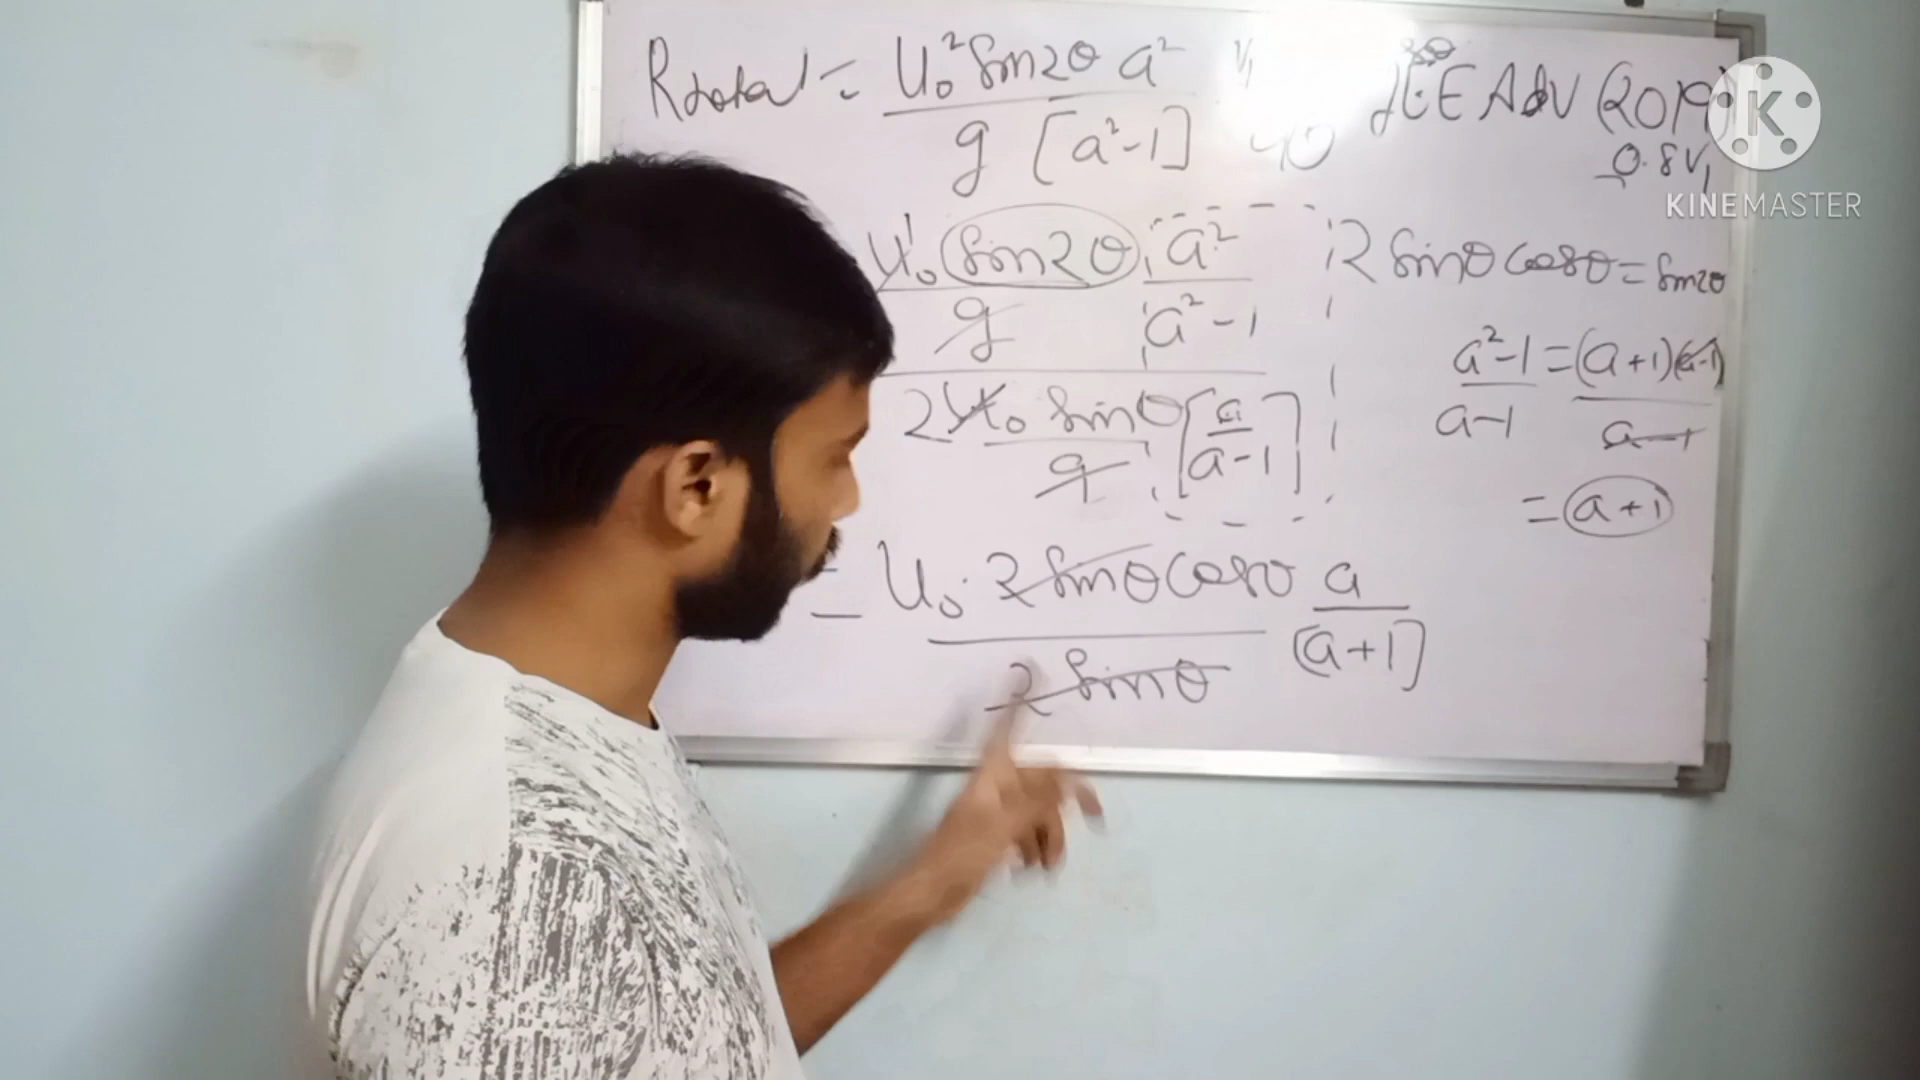 R total = u₀² sin2θ a² / g [a²-1]
JEE Adv (2019)
0.8V₁
K
KINEMASTER
u₀ sin2θ / g a² / a²-1
2 sinθ cosθ = sin2θ
2u₀ sinθ / g [a / a-1]
a²-1 / a-1 = (a+1)(a-1) / a-1
= a+1
= u₀ · 2 sinθ cosθ / 2 sinθ a / [a+1]